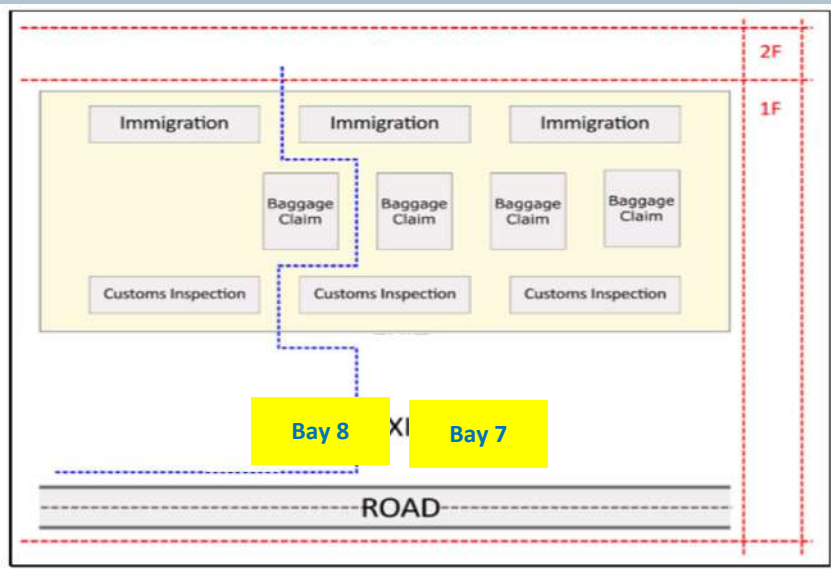 2F
1F
Immigration
Immigration
Immigration
Baggage
Claim
Baggage
Claim
Baggage
Claim
Baggage
Claim
Customs Inspection
Customs Inspection
Customs Inspection
Bay 8
Bay 7
ROAD